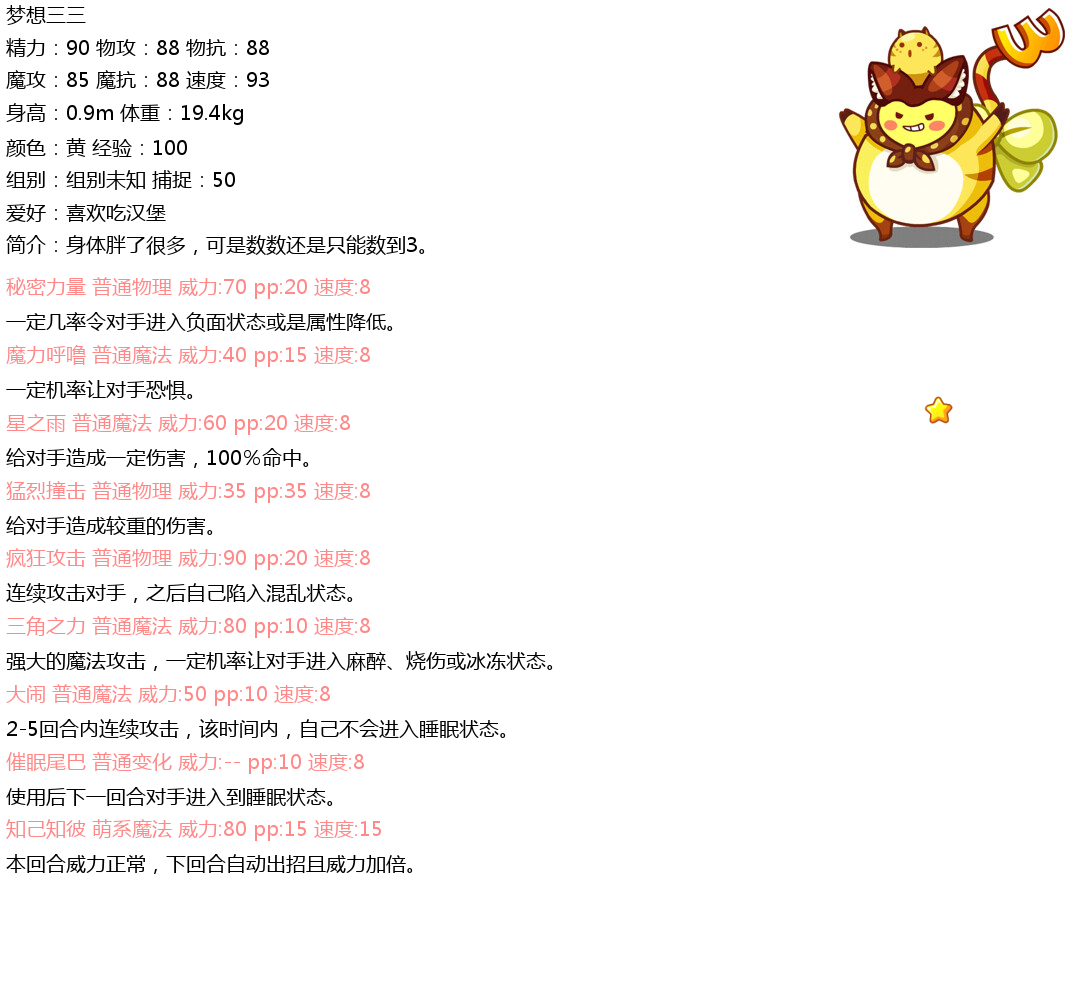 梦想三三
精力：90 物攻：88 物抗：88
魔攻：85 魔抗：88 速度：93
身高：0.9m 体重：19.4kg
颜色：黄 经验：100
组别：组别未知 捕捉：50
爱好：喜欢吃汉堡
简介：身体胖了很多，可是数数还是只能数到3。
秘密力量 普通物理 威力:70 pp:20 速度:8
一定几率令对手进入负面状态或是属性降低。
魔力呼噜 普通魔法 威力:40 pp:15 速度:8
一定机率让对手恐惧。
星之雨 普通魔法 威力:60 pp:20 速度:8
给对手造成一定伤害，100%命中。
猛烈撞击 普通物理 威力:35 pp:35 速度:8
给对手造成较重的伤害。
疯狂攻击 普通物理 威力:90 pp:20 速度:8
连续攻击对手，之后自己陷入混乱状态。
三角之力 普通魔法 威力:80 pp:10 速度:8
强大的魔法攻击，一定机率让对手进入麻醉、烧伤或冰冻状态。
大闹 普通魔法 威力:50 pp:10 速度:8
2-5回合内连续攻击，该时间内，自己不会进入睡眠状态。
催眠尾巴 普通变化 威力:-- pp:10 速度:8
使用后下一回合对手进入到睡眠状态。
知己知彼 萌系魔法 威力:80 pp:15 速度:15
本回合威力正常，下回合自动出招且威力加倍。